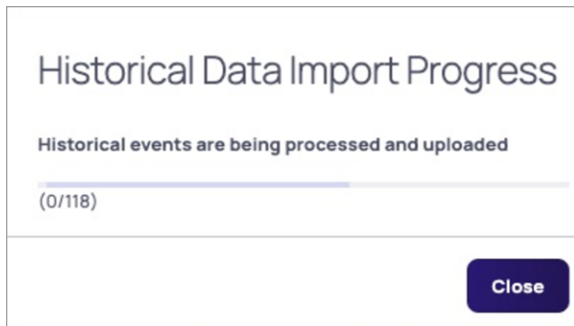 Historical Data Import Progress
Historical events are being processed and uploaded
(0/118)
Close